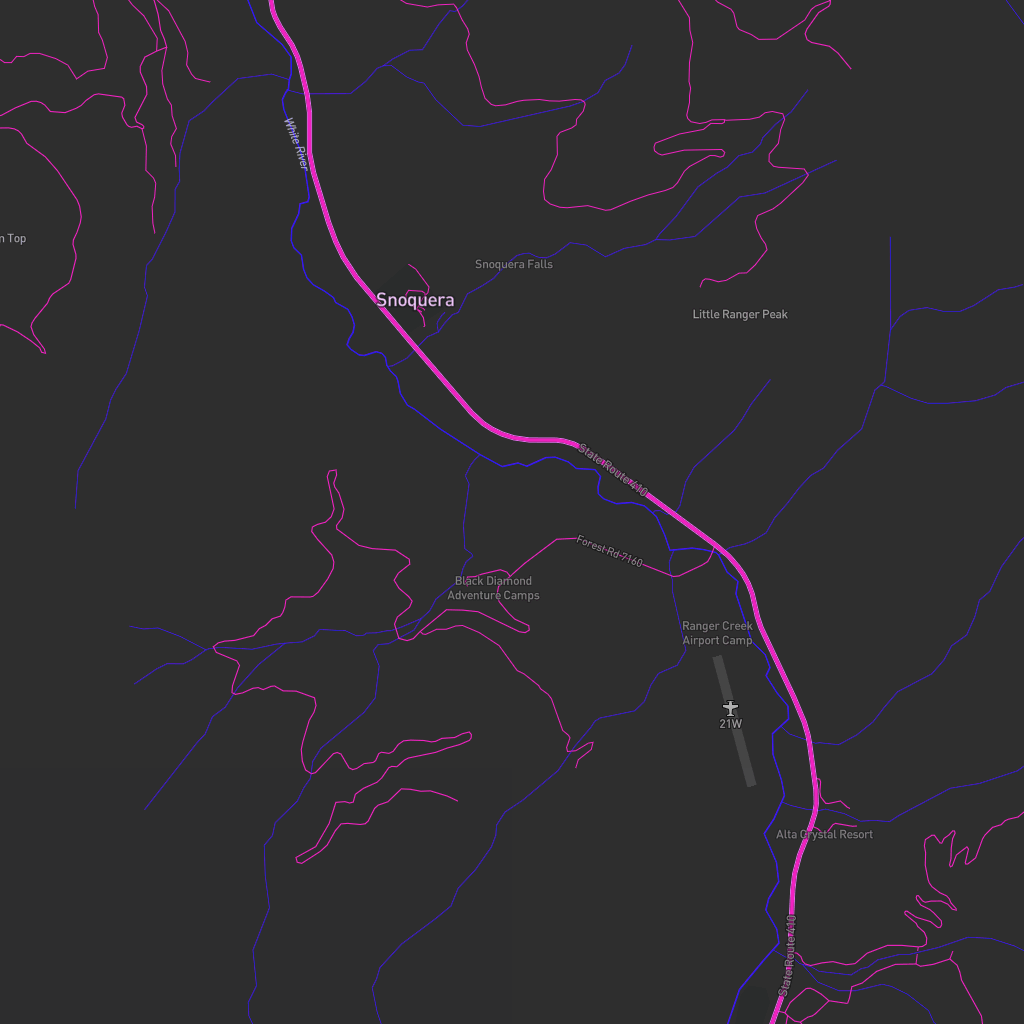 White River
Top
Snoquera Falls
Snoquera
Little Ranger Peak
State Route 410
Forest Rd 7160
Black Diamond
Adventure Camps
Ranger Creek
Airport Camp
21W
Alta Crystal Resort
State Route 410